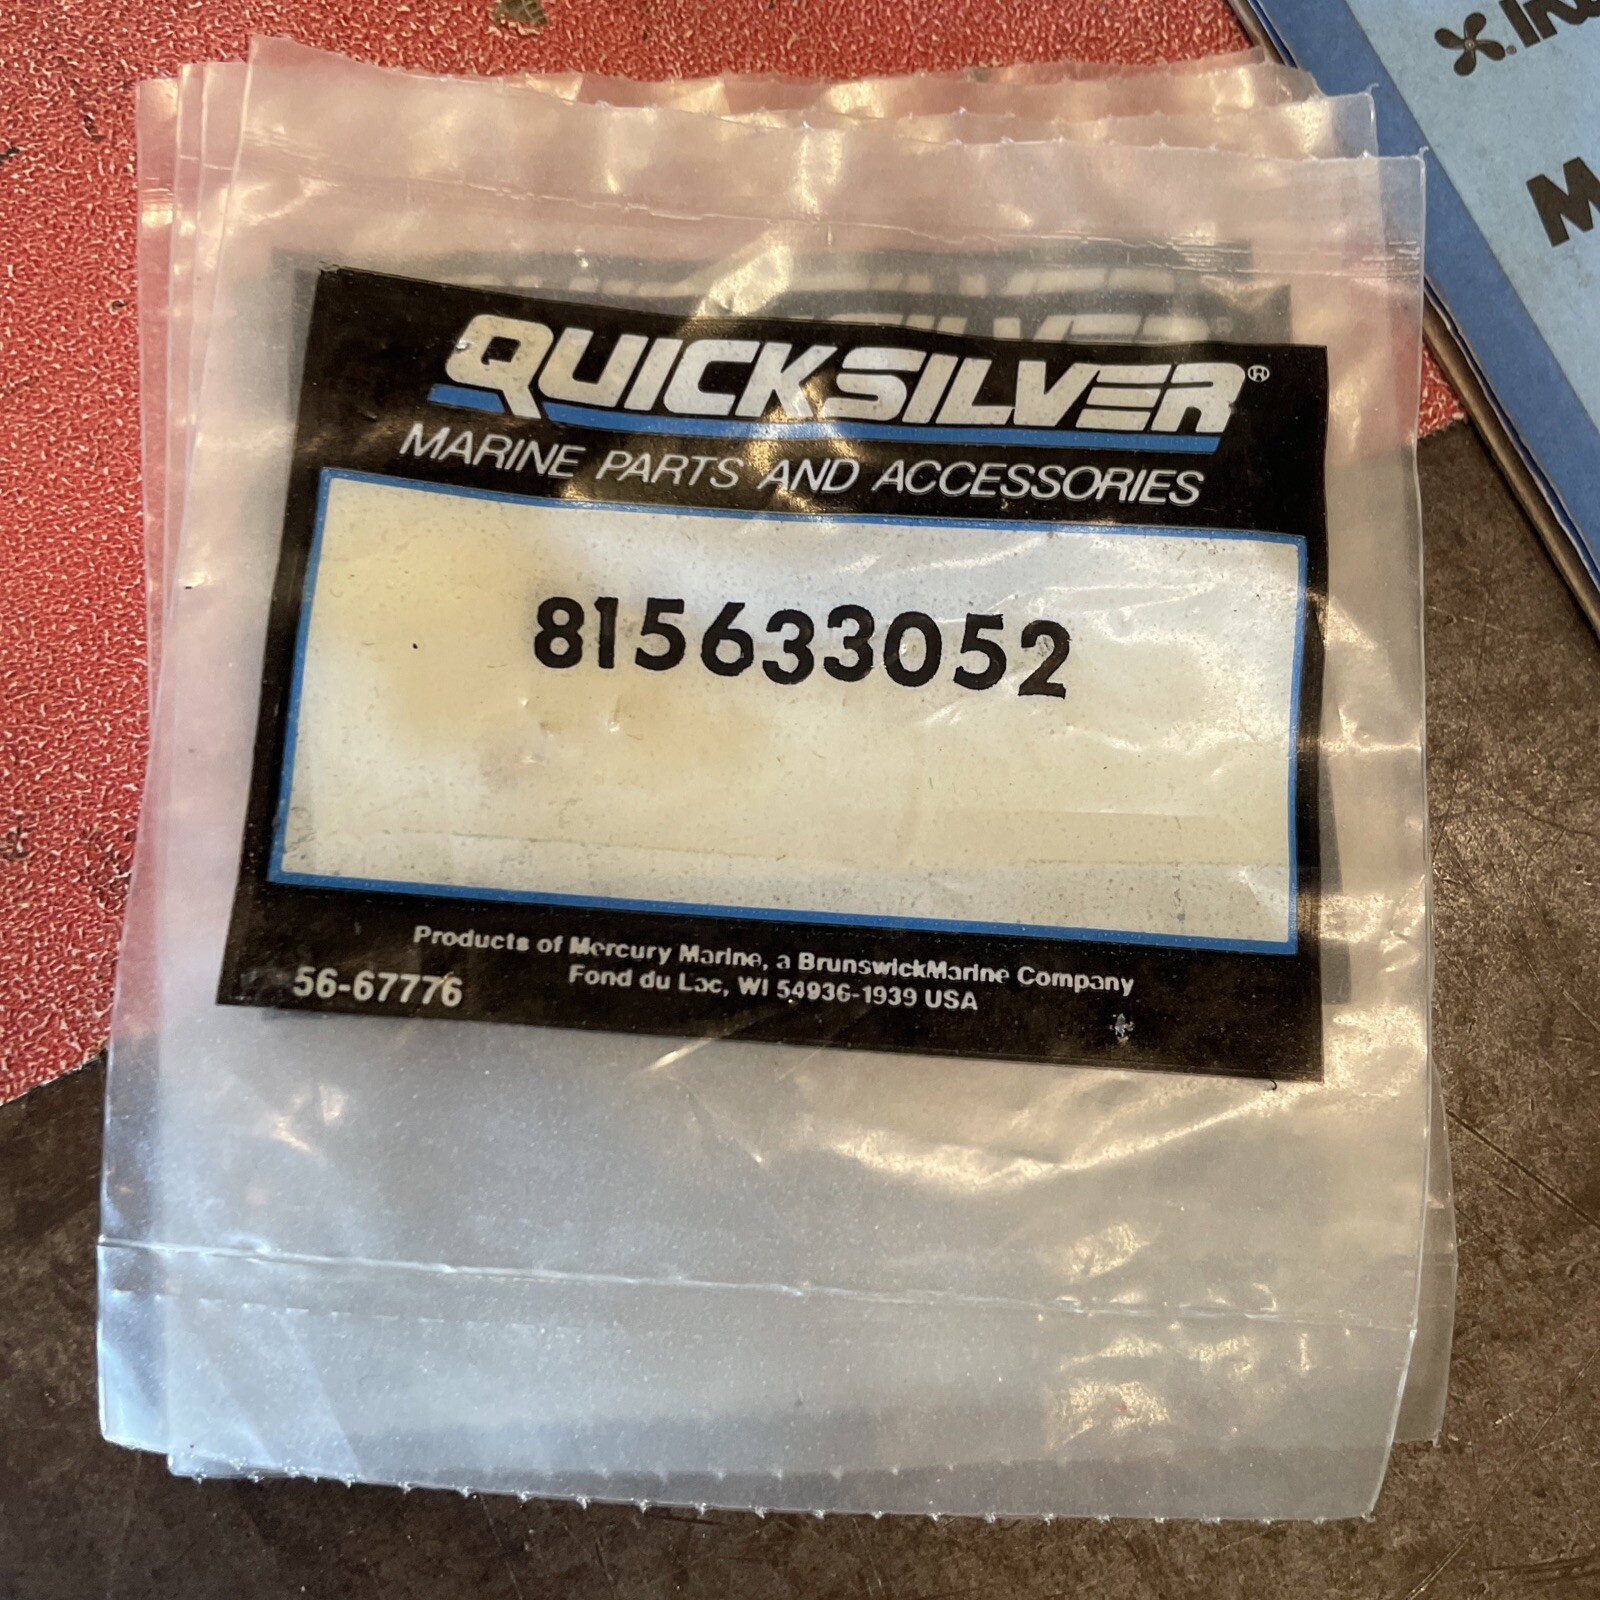 QUICKSILVER®
MARINE PARTS AND ACCESSORIES
815633052
Products of Mercury Marine, a BrunswickMarine Company
56-67776
Fond du Lac, WI 54936-1939 USA